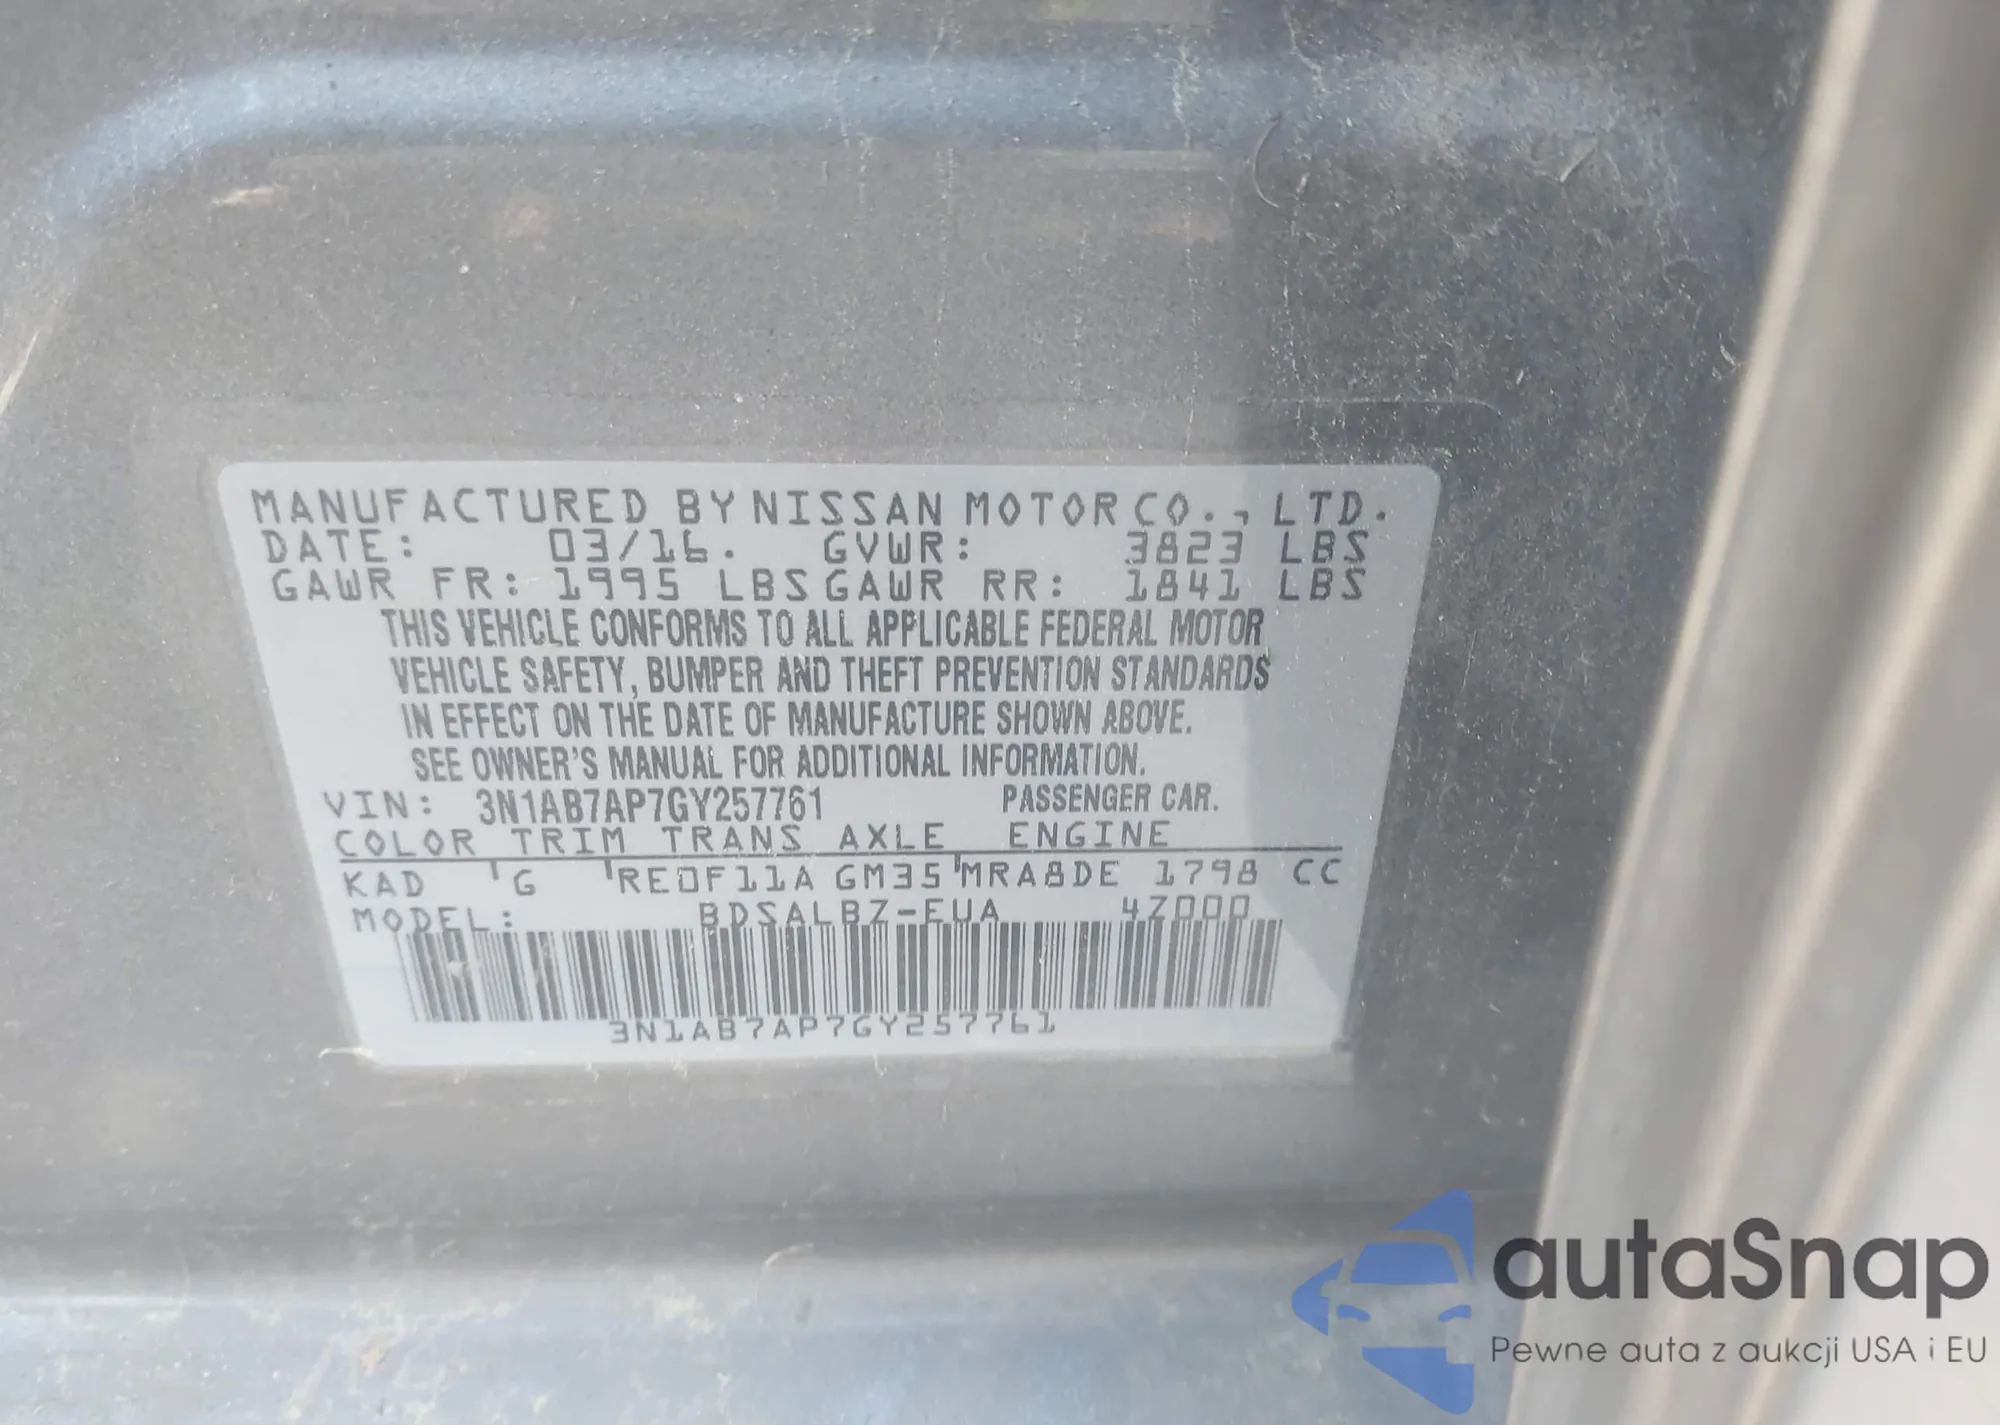 MANUFACTURED BY NISSAN MOTOR CO., LTD.
DATE: 03/16. GVWR: 3823 LBS
GAWR FR: 1995 LBS GAWR RR: 1841 LBS
THIS VEHICLE CONFORMS TO ALL APPLICABLE FEDERAL MOTOR
VEHICLE SAFETY, BUMPER AND THEFT PREVENTION STANDARDS
IN EFFECT ON THE DATE OF MANUFACTURE SHOWN ABOVE.
SEE OWNER'S MANUAL FOR ADDITIONAL INFORMATION.
VIN: 3N1AB7AP7GY257761 PASSENGER CAR.
COLOR TRIM TRANS AXLE ENGINE
KAD G RE0F11A GM35 MRA8DE 1798 CC
MODEL: BDSALBZ-EUA 4Z000
3N1AB7AP7GY257761
autaSnap
Pewne auta z aukcji USA i EU